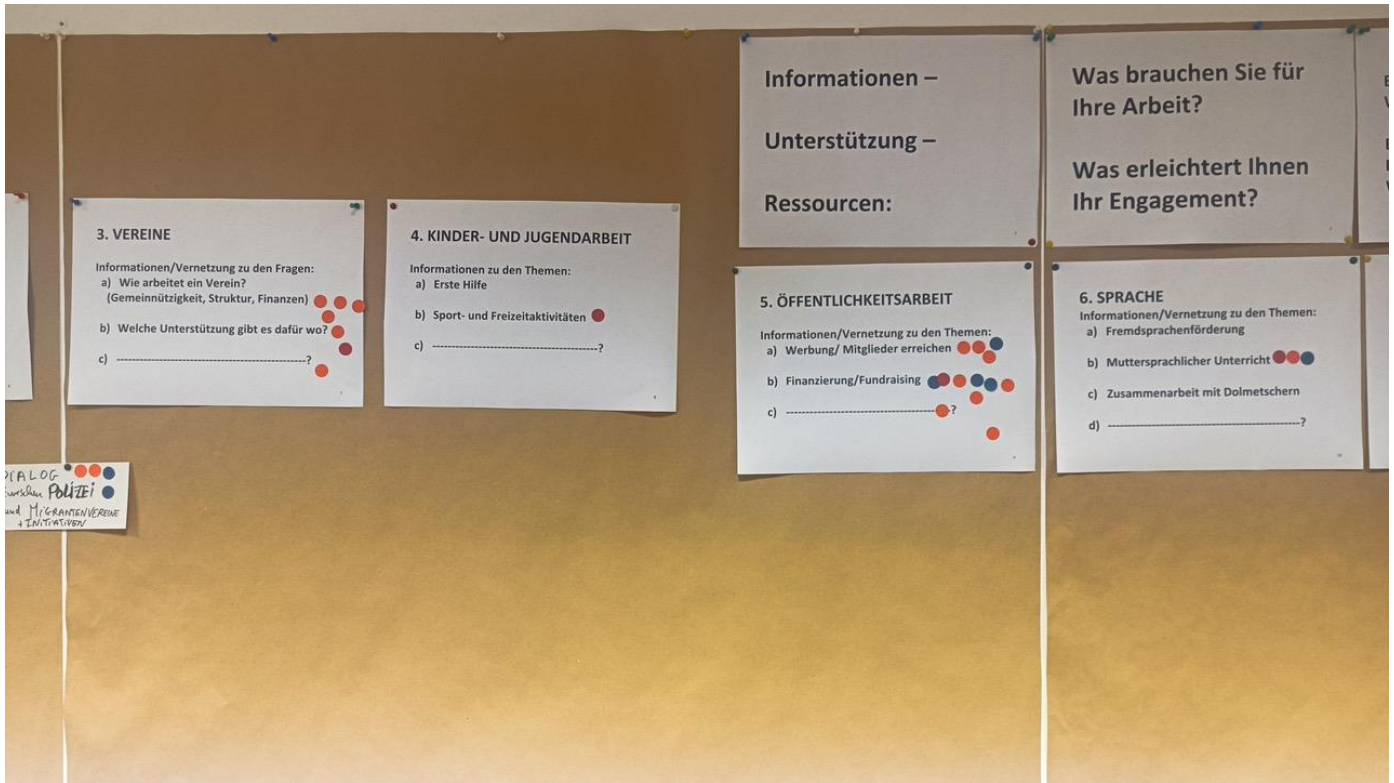 Informationen –
Unterstützung –
Ressourcen:
Was brauchen Sie für
Ihre Arbeit?
Was erleichtert Ihnen
Ihr Engagement?
3. VEREINE
Informationen/Vernetzung zu den Fragen:
a) Wie arbeitet ein Verein?
(Gemeinnützigkeit, Struktur, Finanzen)
b) Welche Unterstützung gibt es dafür wo?
c) ------------------------------------------------?
4. KINDER- UND JUGENDARBEIT
Informationen zu den Themen:
a) Erste Hilfe
b) Sport- und Freizeitaktivitäten
c) ------------------------------------------?
5. ÖFFENTLICHKEITSARBEIT
Informationen/Vernetzung zu den Themen:
a) Werbung/ Mitglieder erreichen
b) Finanzierung/Fundraising
c) --------------------------------------?
6. SPRACHE
Informationen/Vernetzung zu den Themen:
a) Fremdsprachenförderung
b) Muttersprachlicher Unterricht
c) Zusammenarbeit mit Dolmetschern
d) ------------------------------------------------?
POLIZEI
und MIGRANTENVEREINE
+ INITIATIVEN